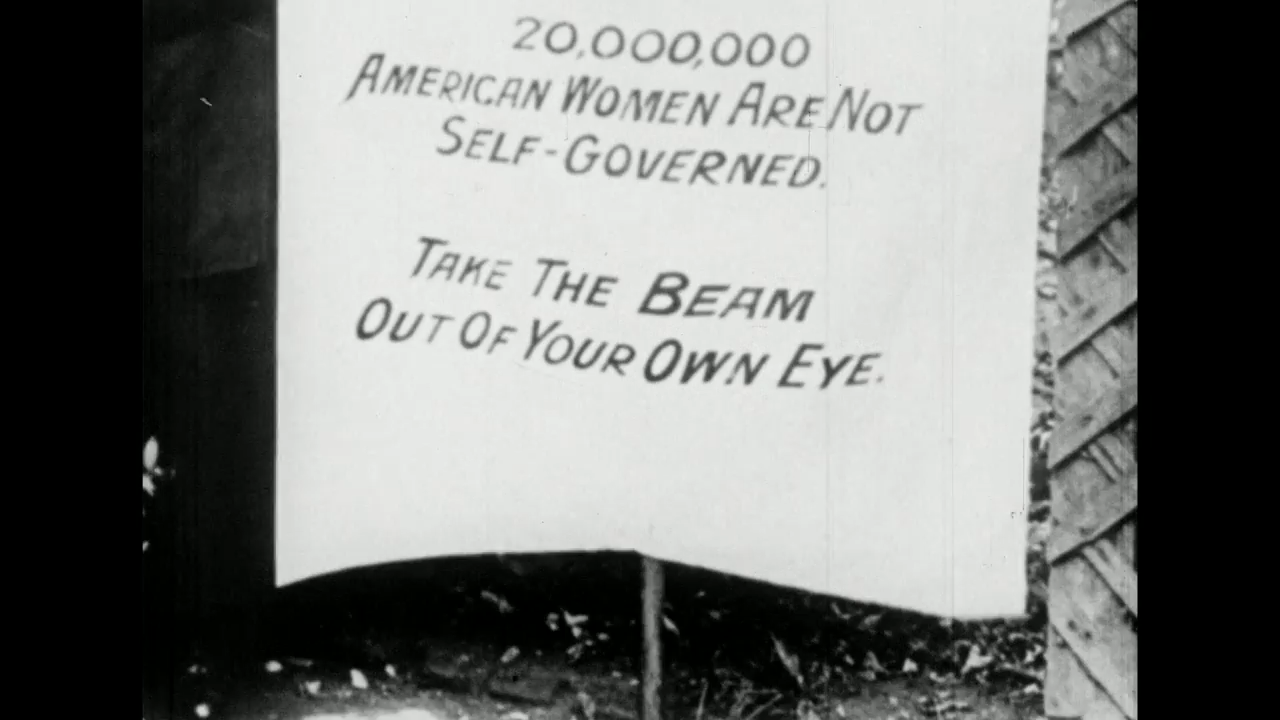 20,000,000
AMERICAN WOMEN ARE NOT
SELF-GOVERNED.
TAKE THE BEAM
OUT OF YOUR OWN EYE.